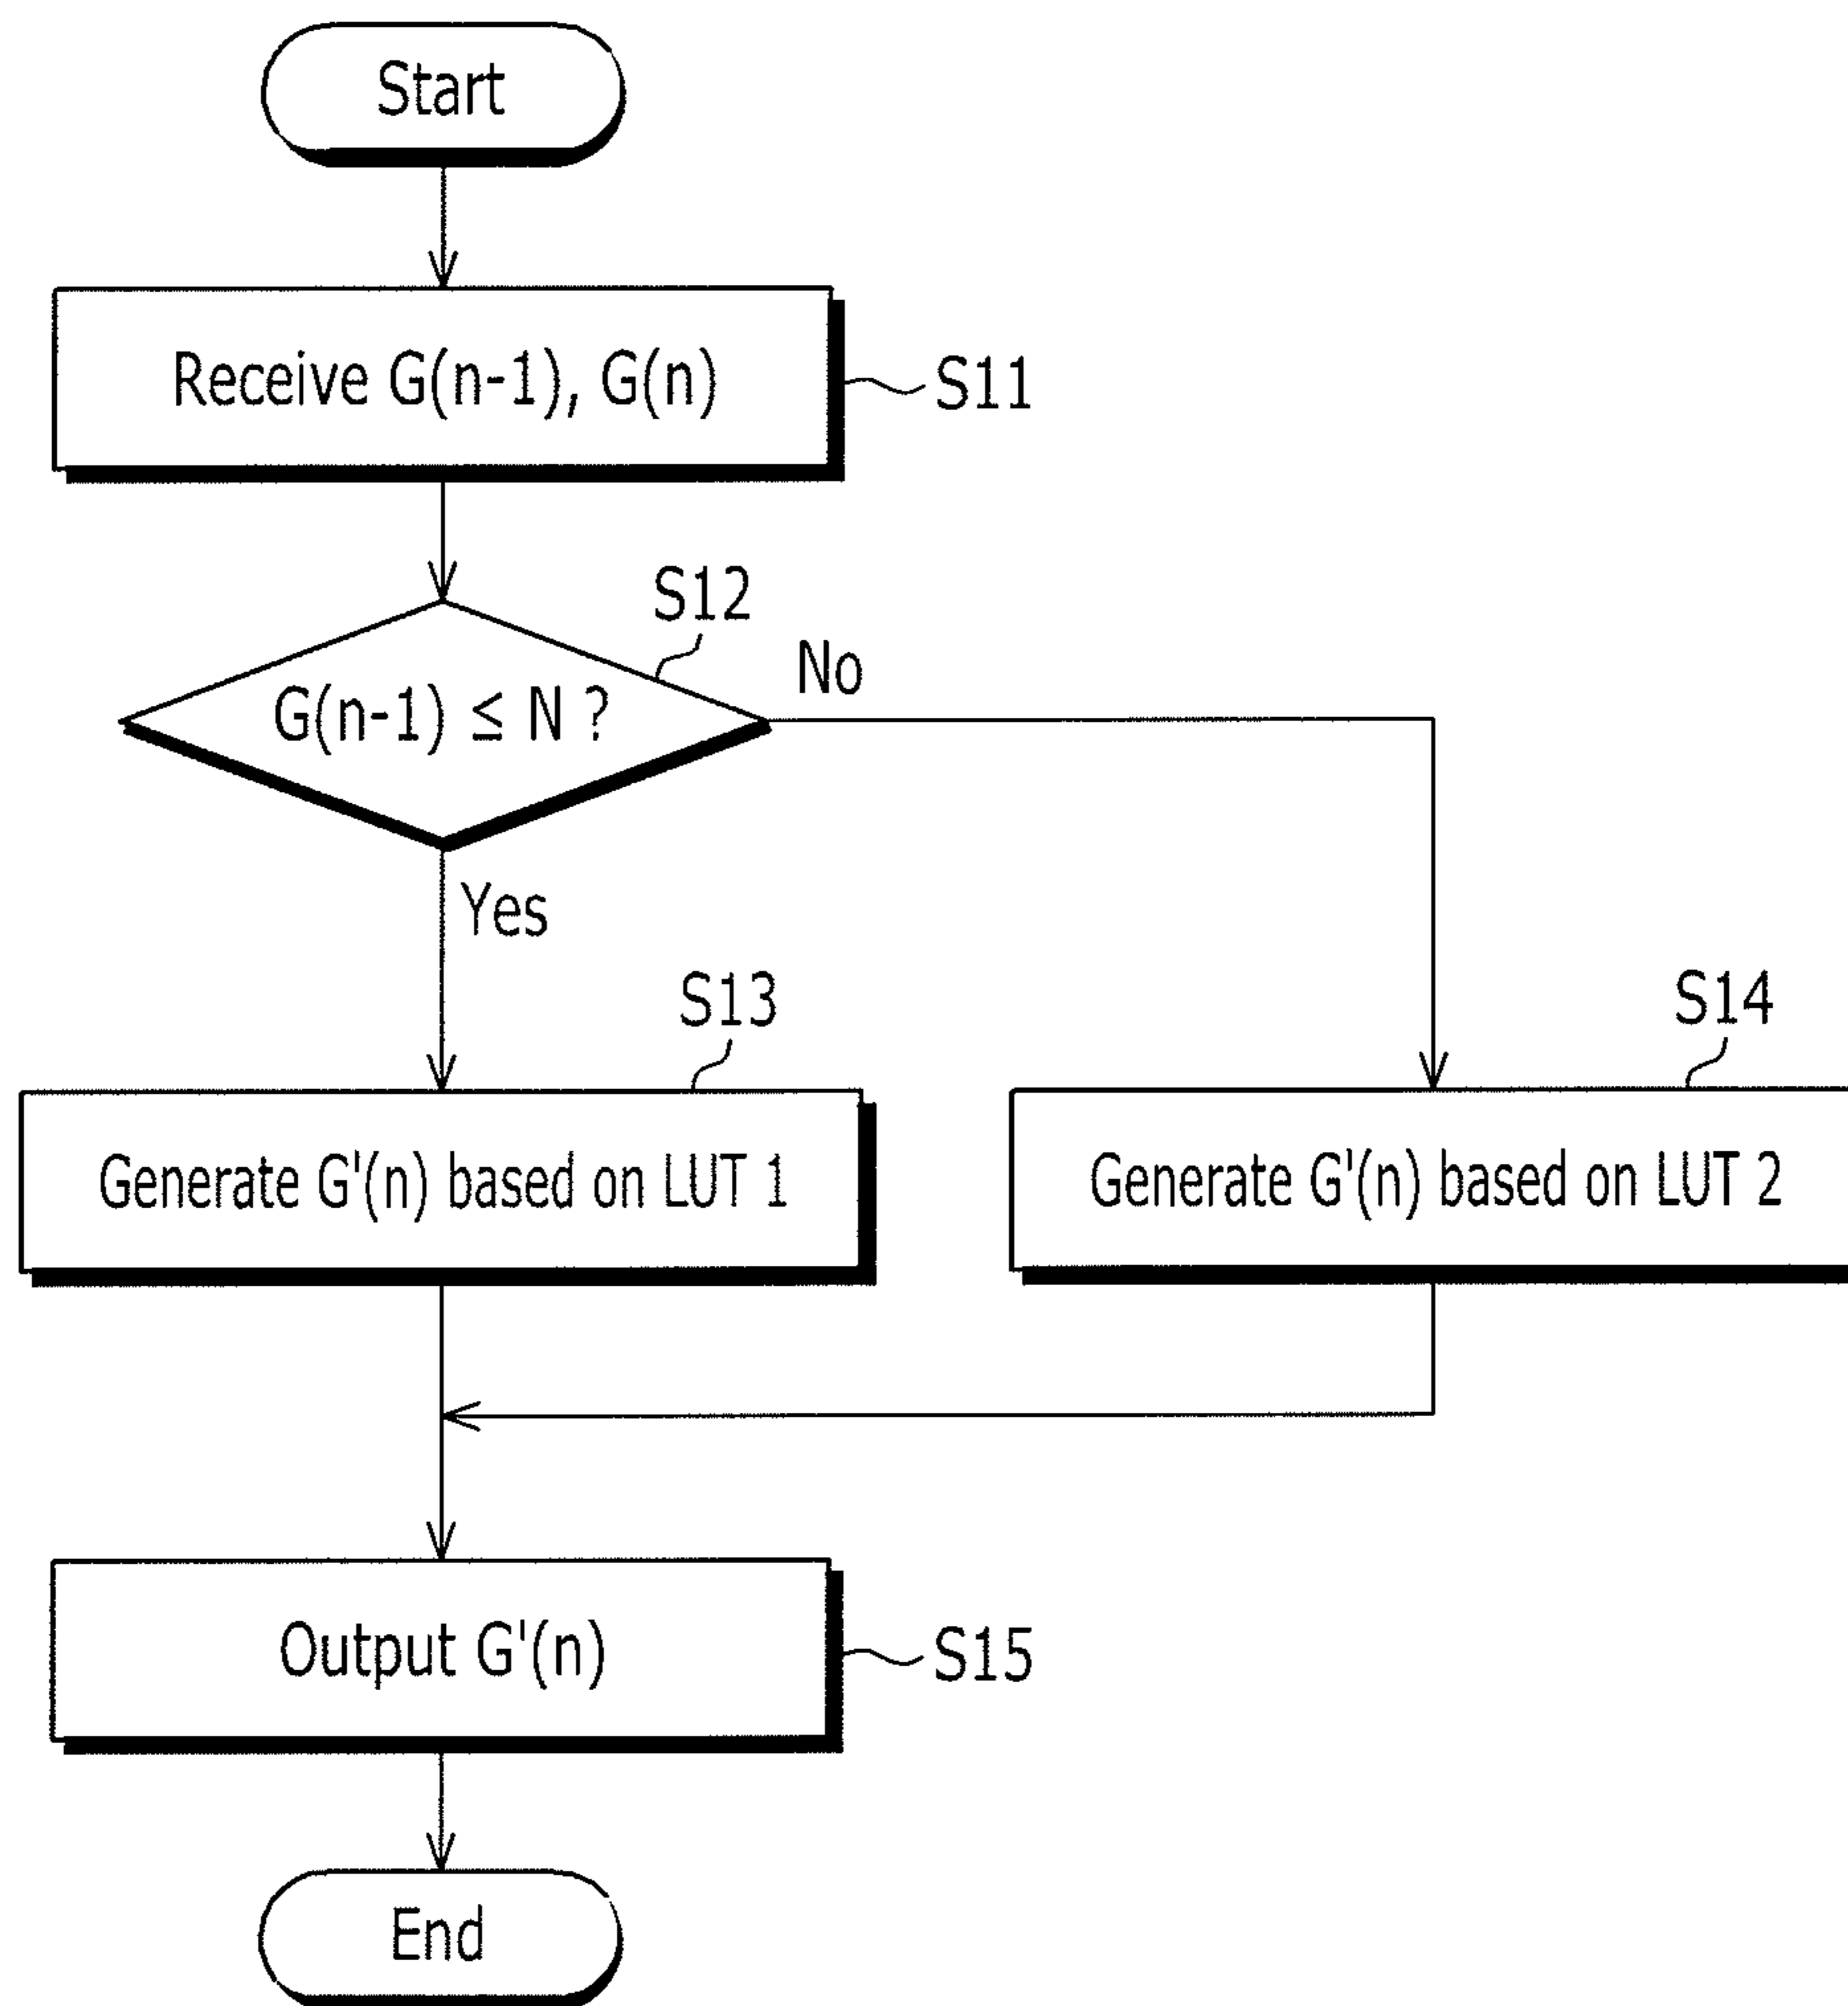 Start
Receive G(n-1), G(n)
S11
S12
G(n-1) ≤ N ?
No
Yes
S13
Generate G'(n) based on LUT 1
S14
Generate G'(n) based on LUT 2
Output G'(n)
S15
End